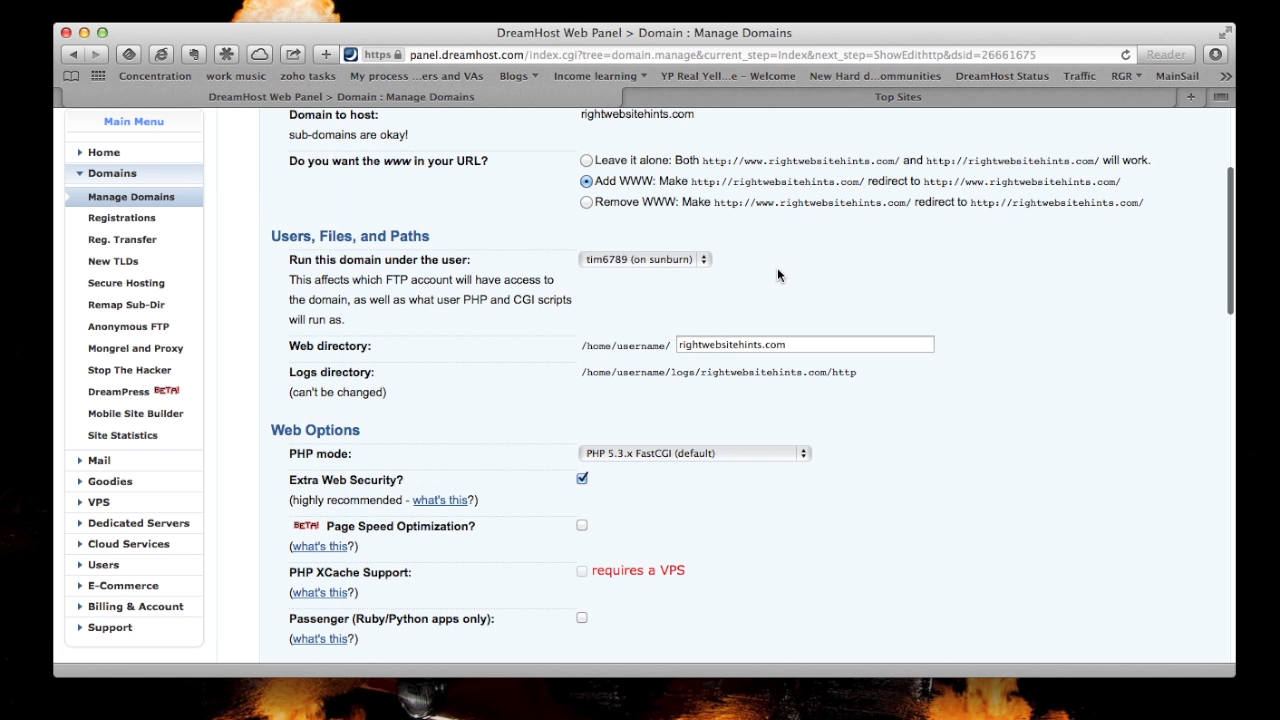 DreamHost Web Panel > Domain : Manage Domains
https panel.dreamhost.com/index.cgi?tree=domain.manage&current_step=Index&next_step=ShowEdithttp&dsid=26661675 Reader
Concentration work music zoho tasks My process ...ers and VAs Blogs Income learning YP Real Yell...e – Welcome New Hard d...ommunities DreamHost Status Traffic RGR MainSail
DreamHost Web Panel > Domain : Manage Domains Top Sites
Main Menu
Home
Domains
Manage Domains
Registrations
Reg. Transfer
New TLDs
Secure Hosting
Remap Sub-Dir
Anonymous FTP
Mongrel and Proxy
Stop The Hacker
DreamPress BETA!
Mobile Site Builder
Site Statistics
Mail
Goodies
VPS
Dedicated Servers
Cloud Services
Users
E-Commerce
Billing & Account
Support
Domain to host: rightwebsitehints.com
sub-domains are okay!
Do you want the www in your URL? Leave it alone: Both http://www.rightwebsitehints.com/ and http://rightwebsitehints.com/ will work.
Add WWW: Make http://rightwebsitehints.com/ redirect to http://www.rightwebsitehints.com/
Remove WWW: Make http://www.rightwebsitehints.com/ redirect to http://rightwebsitehints.com/
Users, Files, and Paths
Run this domain under the user: tim6789 (on sunburn)
This affects which FTP account will have access to
the domain, as well as what user PHP and CGI scripts
will run as.
Web directory: /home/username/ rightwebsitehints.com
Logs directory: /home/username/logs/rightwebsitehints.com/http
(can't be changed)
Web Options
PHP mode: PHP 5.3.x FastCGI (default)
Extra Web Security?
(highly recommended - what's this?)
BETA! Page Speed Optimization?
(what's this?)
PHP XCache Support: requires a VPS
(what's this?)
Passenger (Ruby/Python apps only):
(what's this?)